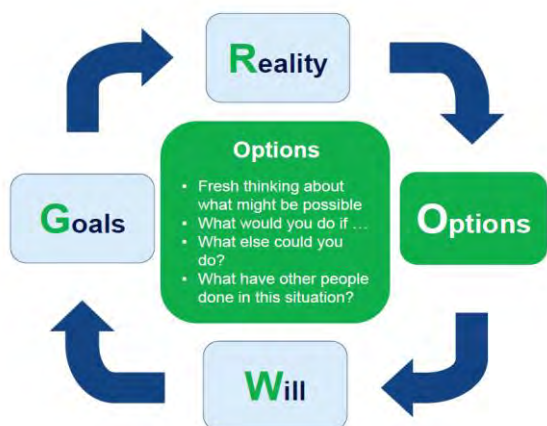 Reality
Options
• Fresh thinking about
what might be possible
• What would you do if ...
• What else could you
do?
• What have other people
done in this situation?
Goals
Options
Will